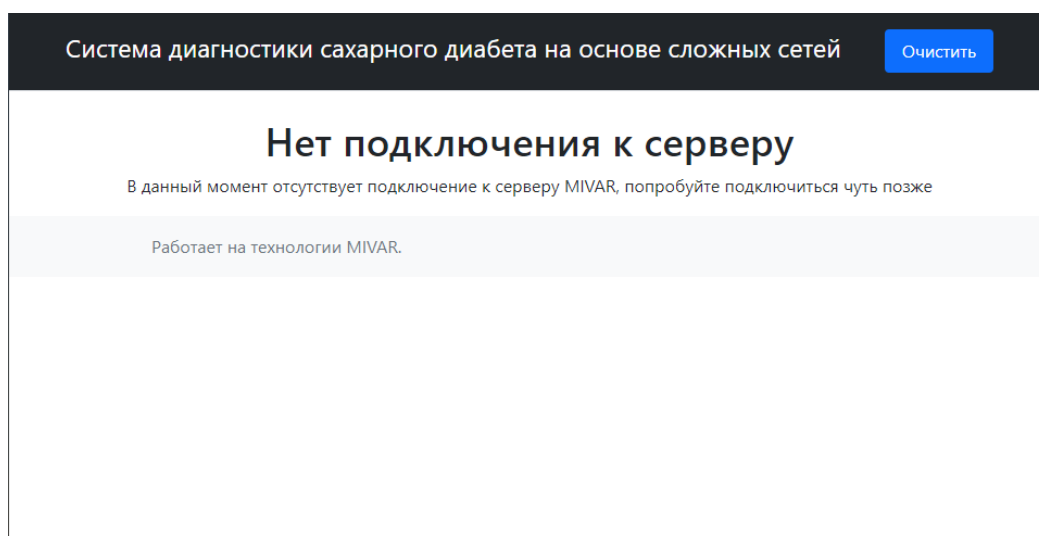 Система диагностики сахарного диабета на основе сложных сетей
Очистить
Нет подключения к серверу
В данный момент отсутствует подключение к серверу MIVAR, попробуйте подключиться чуть позже
Работает на технологии MIVAR.